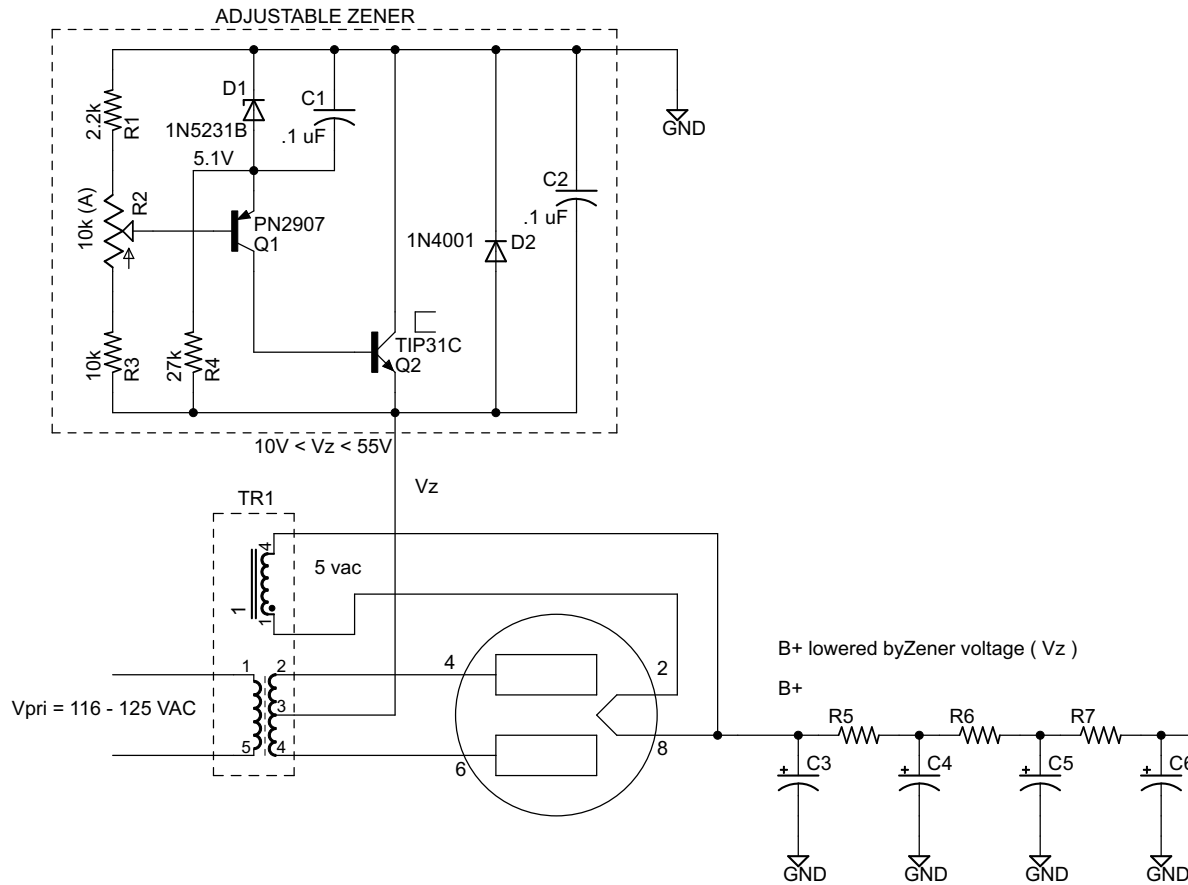 ADJUSTABLE ZENER
2.2k
R1
D1
1N5231B
C1
.1 uF
GND
5.1V
10k (A)
R2
PN2907
Q1
C2
.1 uF
1N4001
D2
10k
R3
27k
R4
TIP31C
Q2
10V < Vz < 55V
Vz
TR1
4
5 vac
1
1
Vpri = 116 - 125 VAC
1
2
3
5
4
4
2
6
8
B+ lowered byZener voltage ( Vz )
B+
R5
R6
R7
+
C3
+
C4
+
C5
+
C6
GND
GND
GND
GND